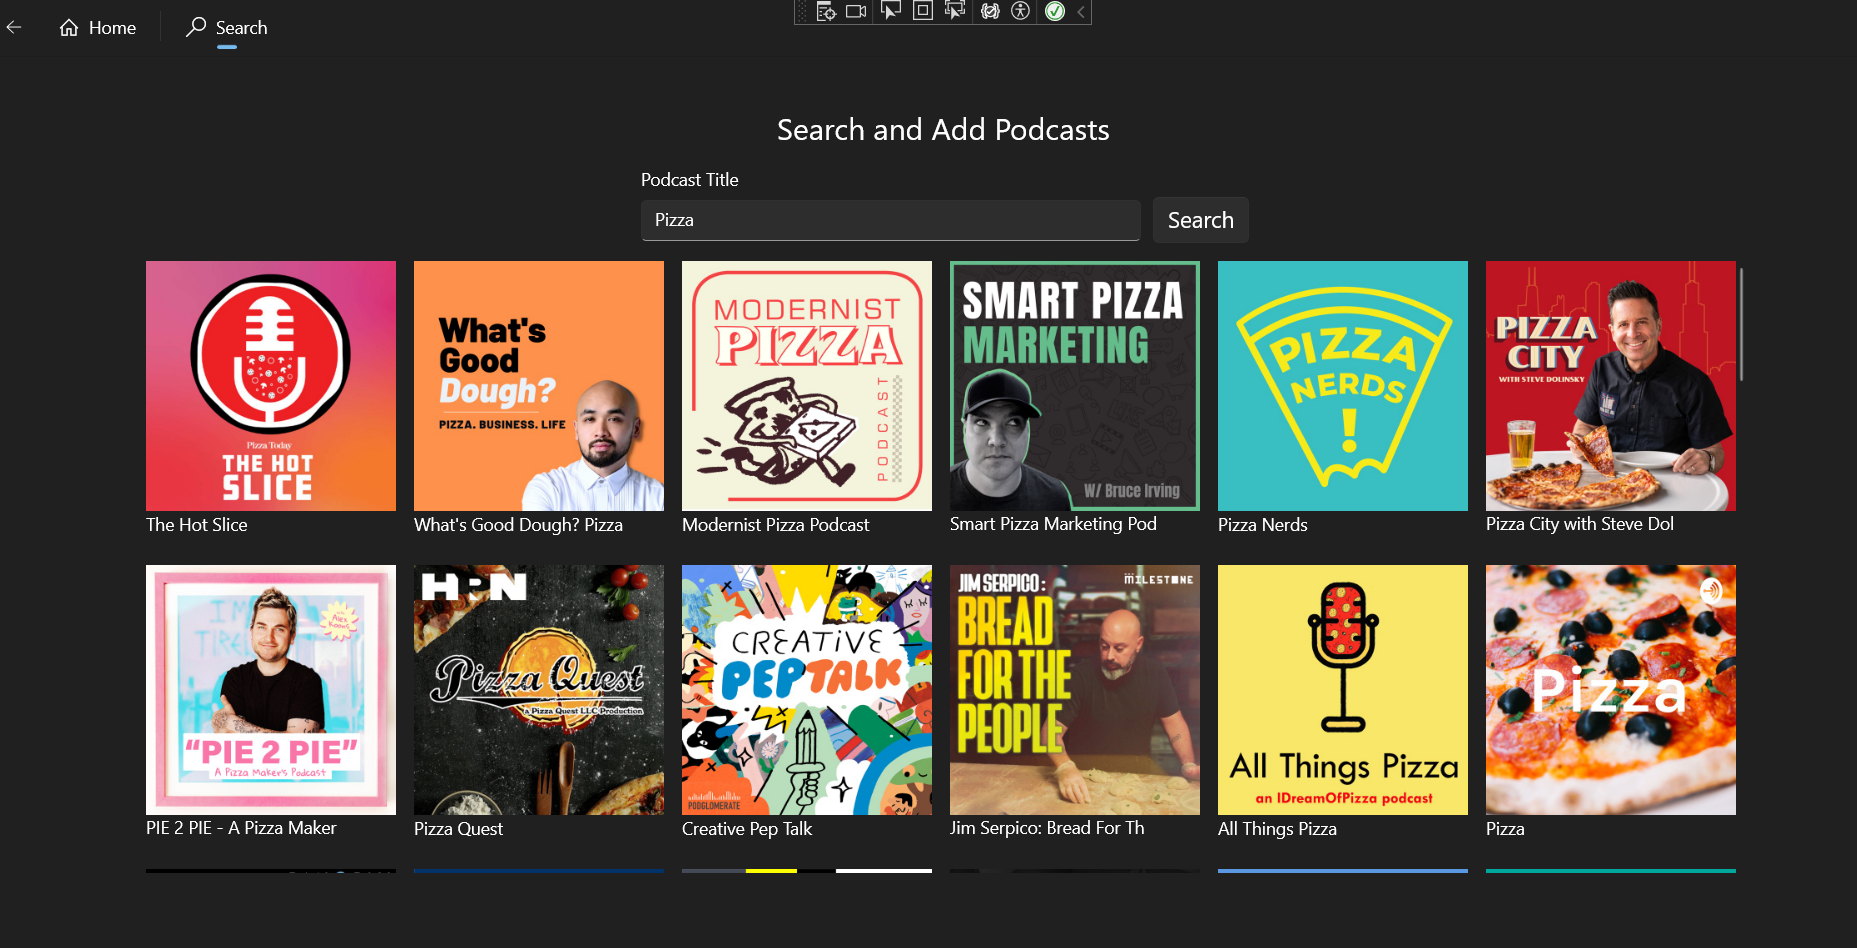 Home
Search
Search and Add Podcasts
Podcast Title
Pizza
Search
Pizza Today
THE HOT
SLICE
The Hot Slice
What's
Good
Dough?
PIZZA. BUSINESS. LIFE
What's Good Dough? Pizza
MODERNIST
PIZZA
PODCAST
Modernist Pizza Podcast
SMART PIZZA
MARKETING
W/ Bruce Irving
Smart Pizza Marketing Pod
PIZZA
NERDS
!
Pizza Nerds
PIZZA
CITY
WITH STEVE DOLINSKY
Pizza City with Steve Dol
I'M
TIRE
WITH
Alex
Koons
"PIE 2 PIE"
A Pizza Maker's Podcast
PIE 2 PIE - A Pizza Maker
HRN
Pizza Quest
a Pizza Quest LLC Production
Pizza Quest
CREATIVE
PEP TALK
PODGLOMERATE
Creative Pep Talk
JIM SERPICO:
MILESTONE
BREAD
FOR THE
PEOPLE
Jim Serpico: Bread For Th
All Things Pizza
an IDreamOfPizza podcast
All Things Pizza
Pizza
Pizza